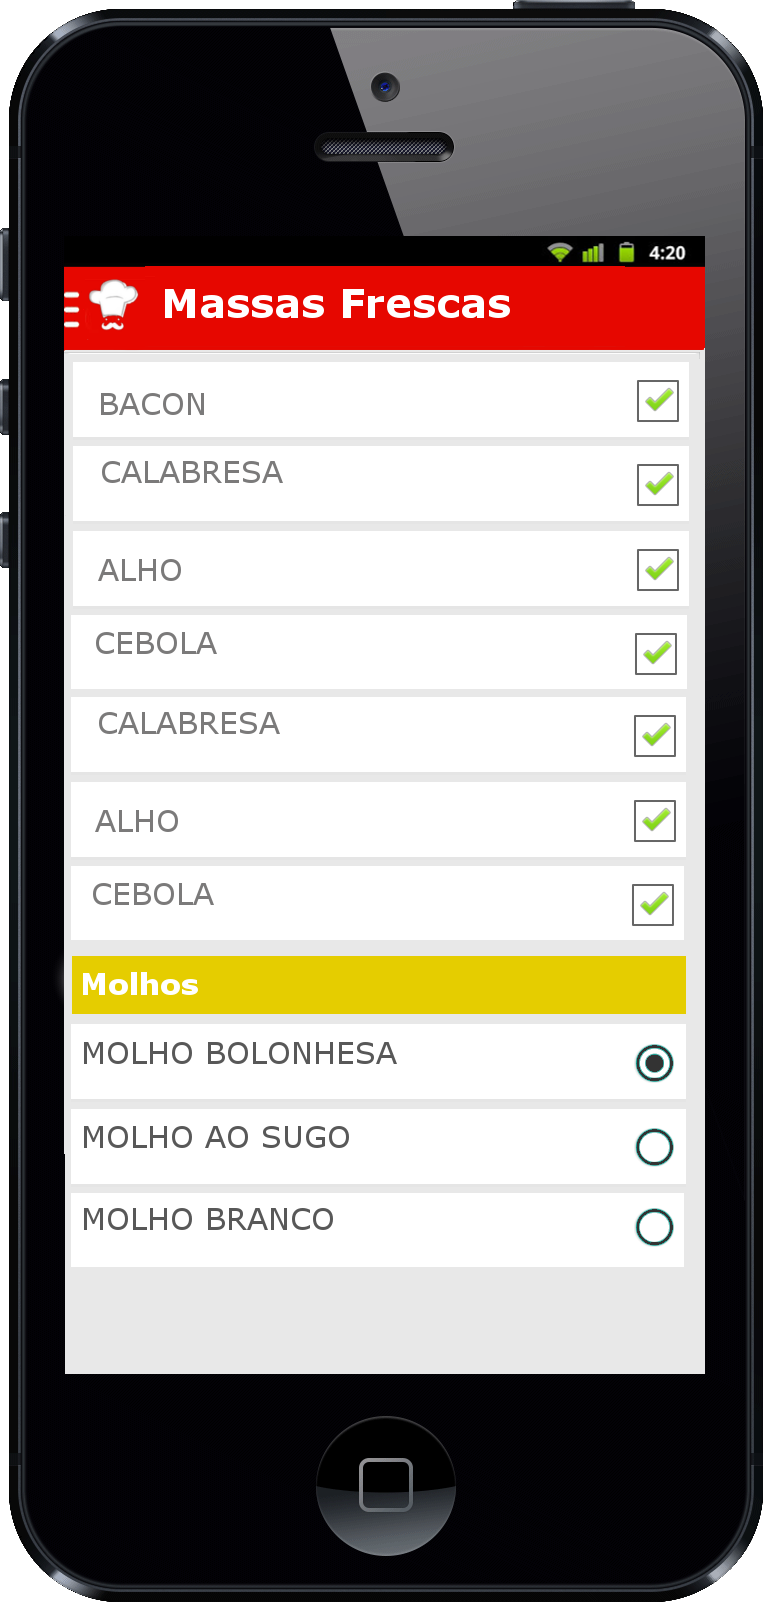 4:20
Massas Frescas
BACON
CALABRESA
ALHO
CEBOLA
CALABRESA
ALHO
CEBOLA
Molhos
MOLHO BOLONHESA
MOLHO AO SUGO
MOLHO BRANCO